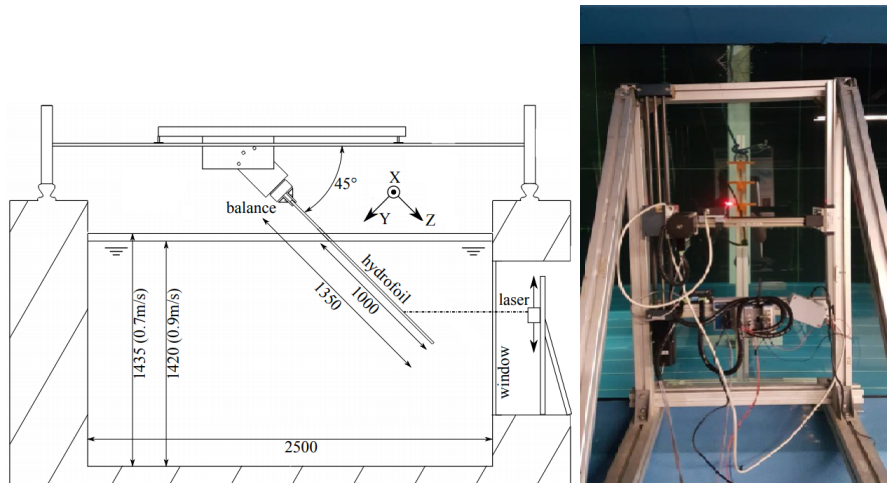 45°
X
balance
Y
Z
hydrofoil
1000
1350
laser
1435 (0.7m/s)
1420 (0.9m/s)
window
2500